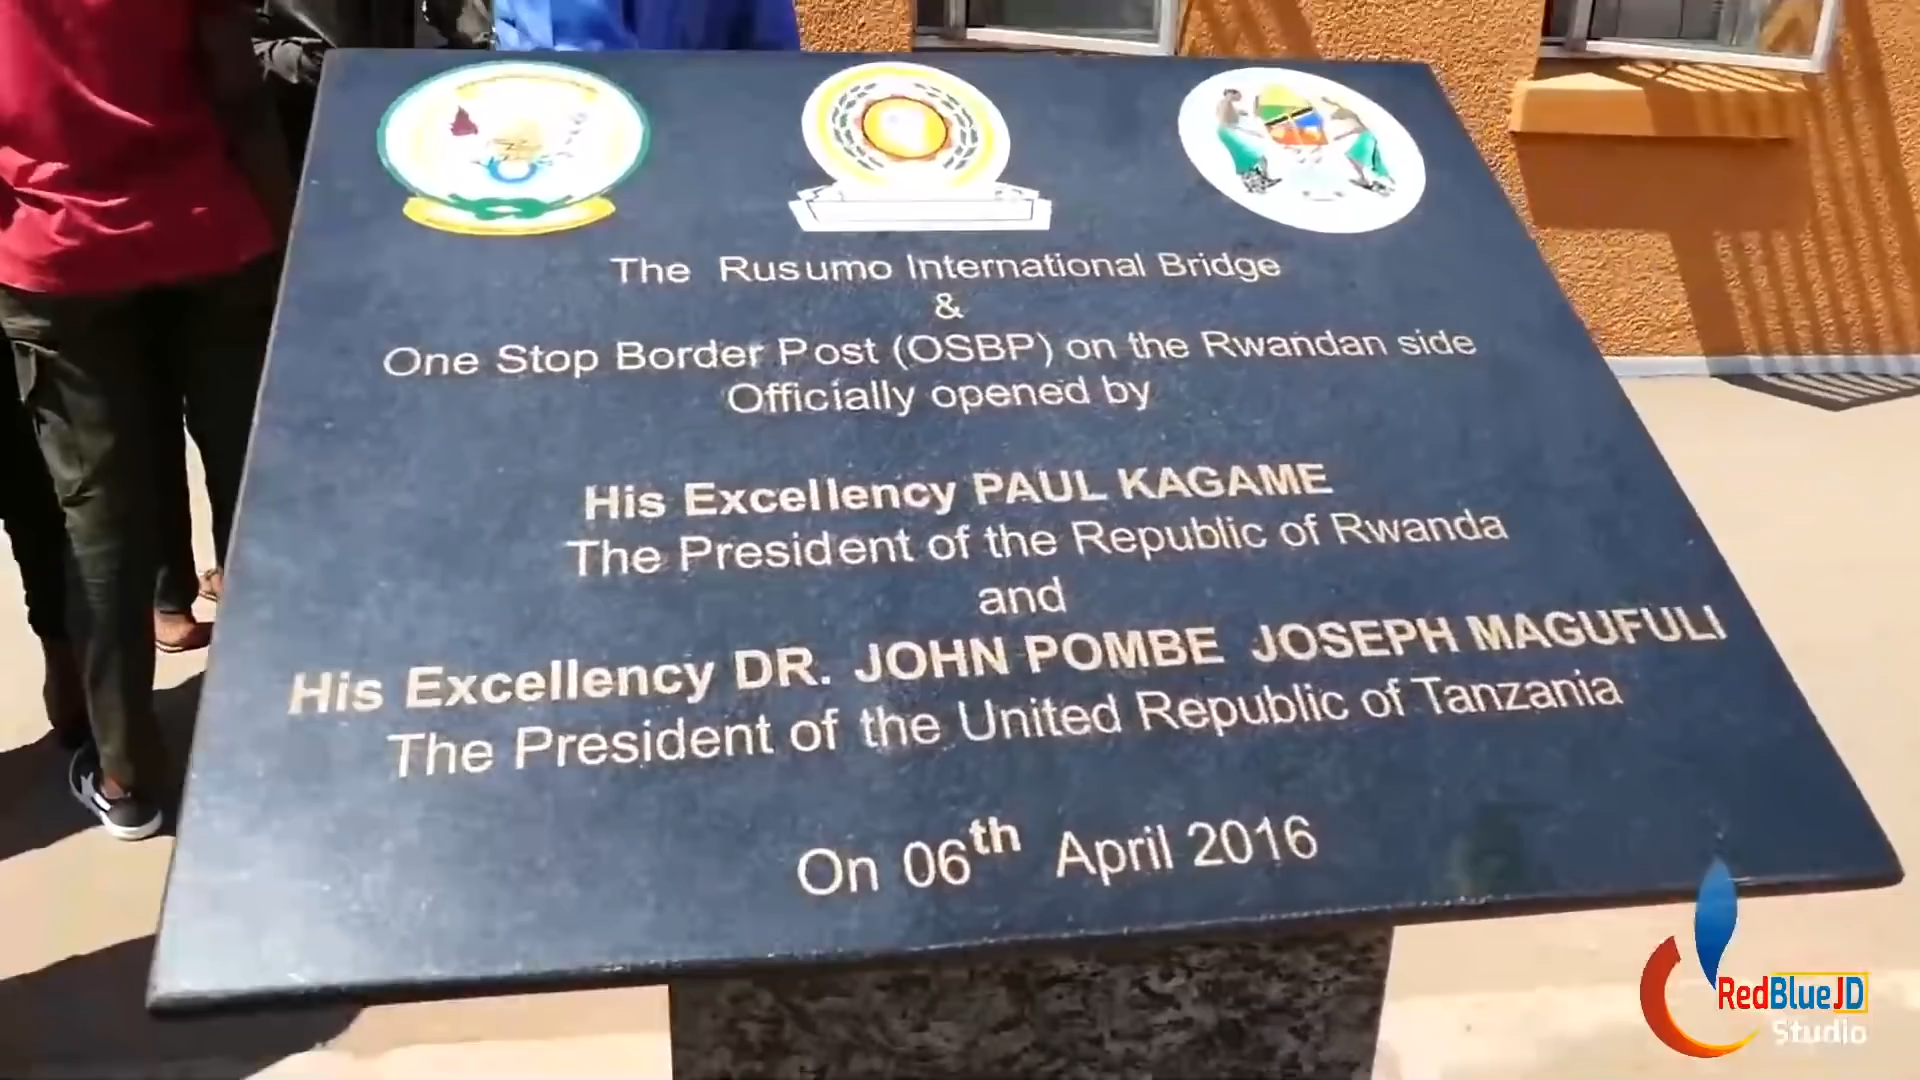 The Rusumo International Bridge
&
One Stop Border Post (OSBP) on the Rwandan side
Officially opened by
His Excellency PAUL KAGAME
The President of the Republic of Rwanda
and
His Excellency DR. JOHN POMBE JOSEPH MAGUFULI
The President of the United Republic of Tanzania
On 06th April 2016
RedBlueJD
Studio